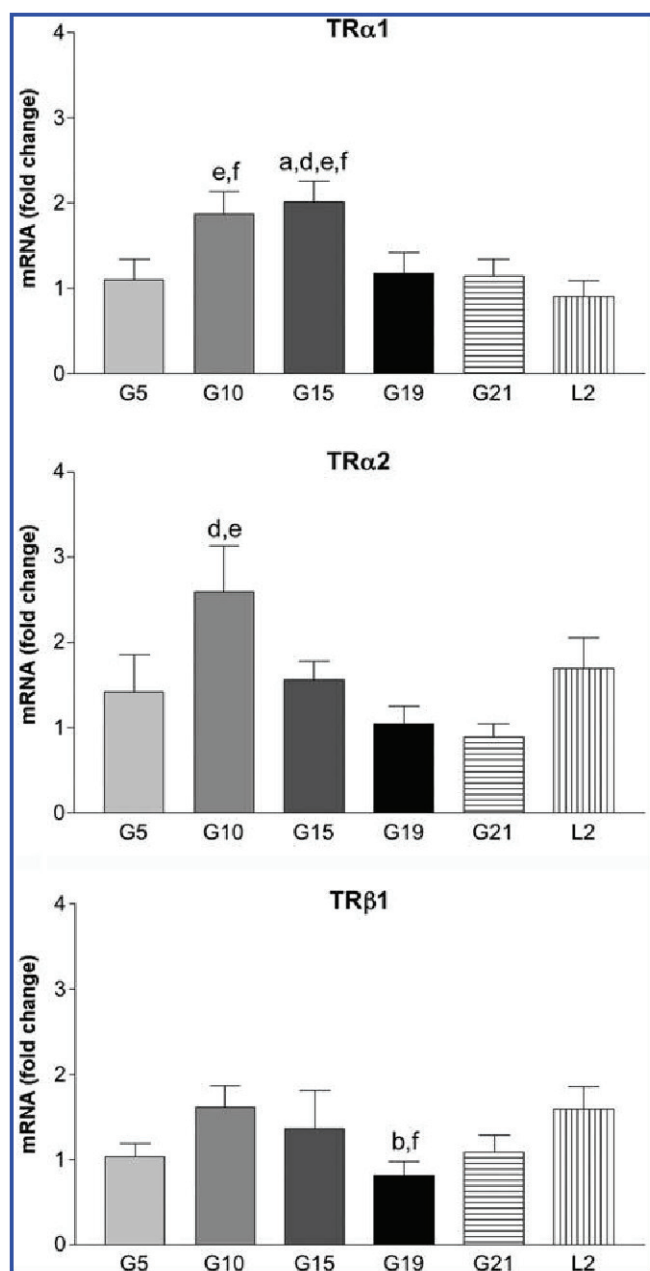 TRα1
mRNA (fold change)
4
3
2
1
0
e,f
a,d,e,f
G5 G10 G15 G19 G21 L2
TRα2
mRNA (fold change)
4
3
2
1
0
d,e
G5 G10 G15 G19 G21 L2
TRβ1
mRNA (fold change)
4
3
2
1
0
b,f
G5 G10 G15 G19 G21 L2